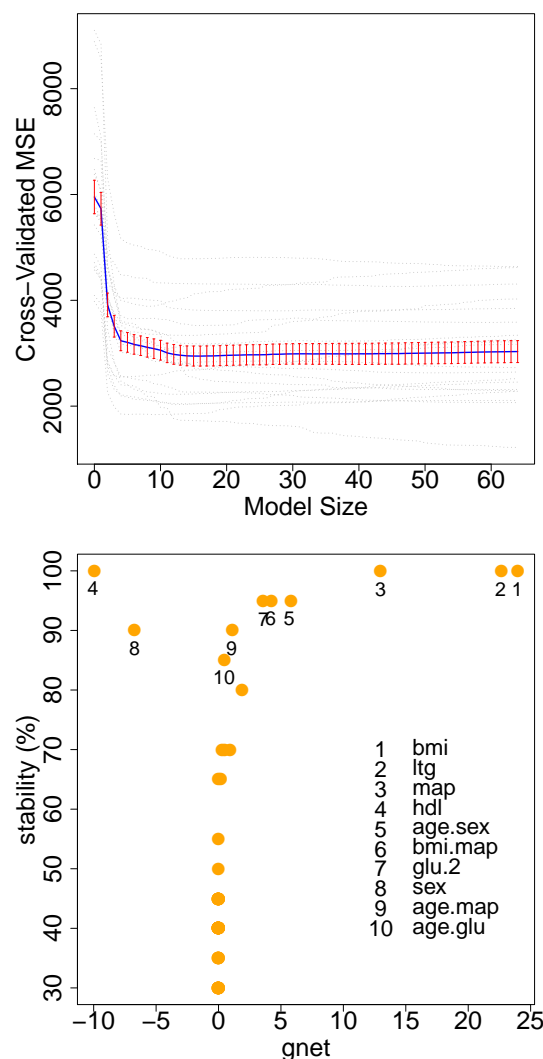 Cross−Validated MSE
8000
6000
4000
2000
0 10 20 30 40 50 60
Model Size
stability (%)
100
90
80
70
60
50
40
30
4 3 2 1
7 6 5
8 9
10
1 bmi
2 ltg
3 map
4 hdl
5 age.sex
6 bmi.map
7 glu.2
8 sex
9 age.map
10 age.glu
−10 −5 0 5 10 15 20 25
gnet